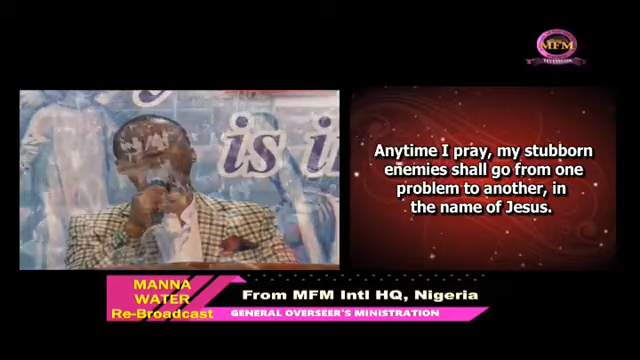 MFM
TELEVISION
is i
Anytime I pray, my stubborn
enemies shall go from one
problem to another, in
the name of Jesus.
MANNA
WATER
Re-Broadcast
From MFM Intl HQ, Nigeria
GENERAL OVERSEER'S MINISTRATION